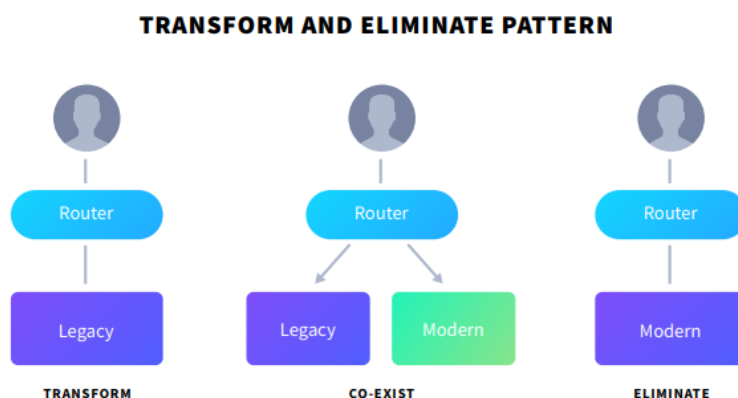 TRANSFORM AND ELIMINATE PATTERN
Router
Router
Router
Legacy
Legacy
Modern
Modern
TRANSFORM
CO-EXIST
ELIMINATE